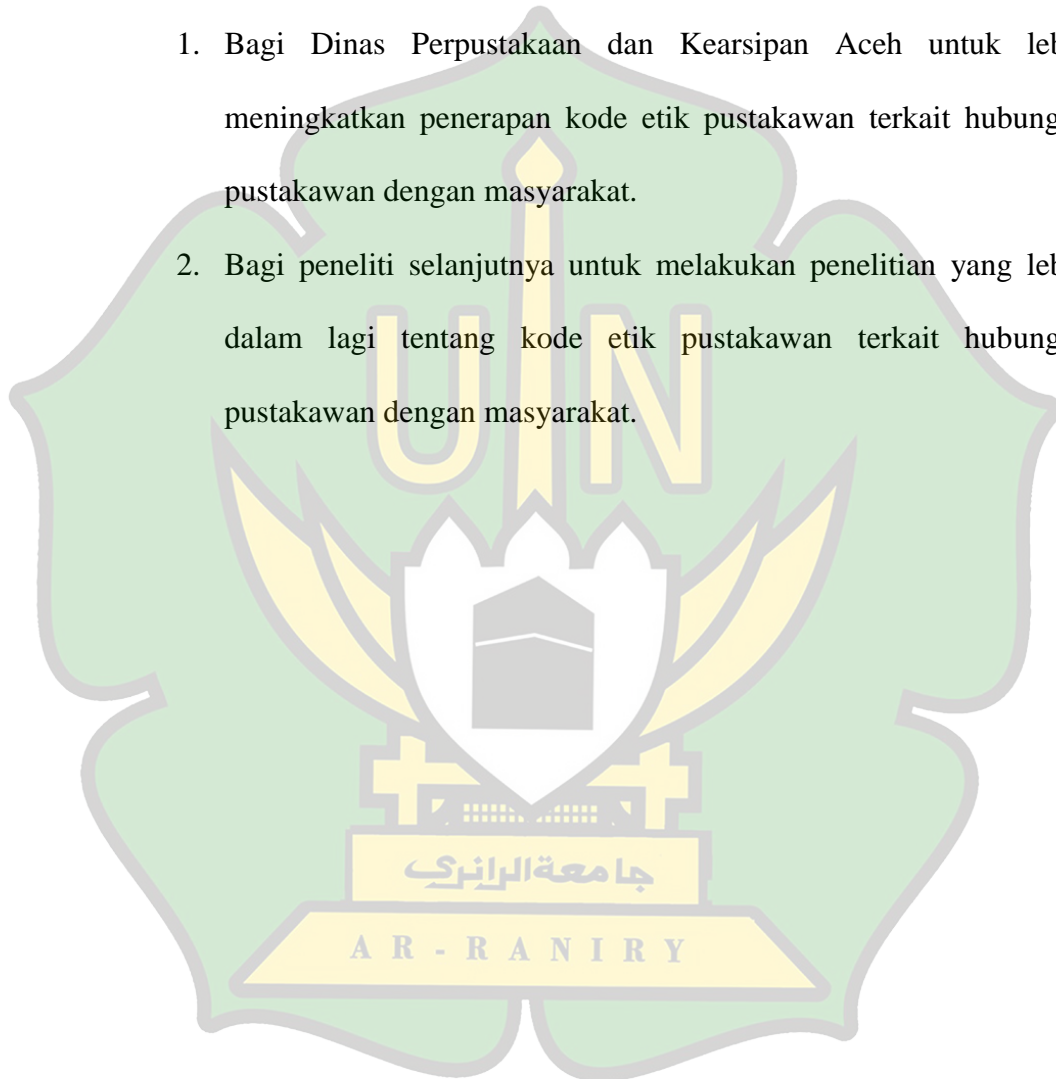 1. Bagi Dinas Perpustakaan dan Kearsipan Aceh untuk leb
meningkatkan penerapan kode etik pustakawan terkait hubung
pustakawan dengan masyarakat.
2. Bagi peneliti selanjutnya untuk melakukan penelitian yang leb
dalam lagi tentang kode etik pustakawan terkait hubung
pustakawan dengan masyarakat.
UIN
جامعةالرانري
AR-RANIRY